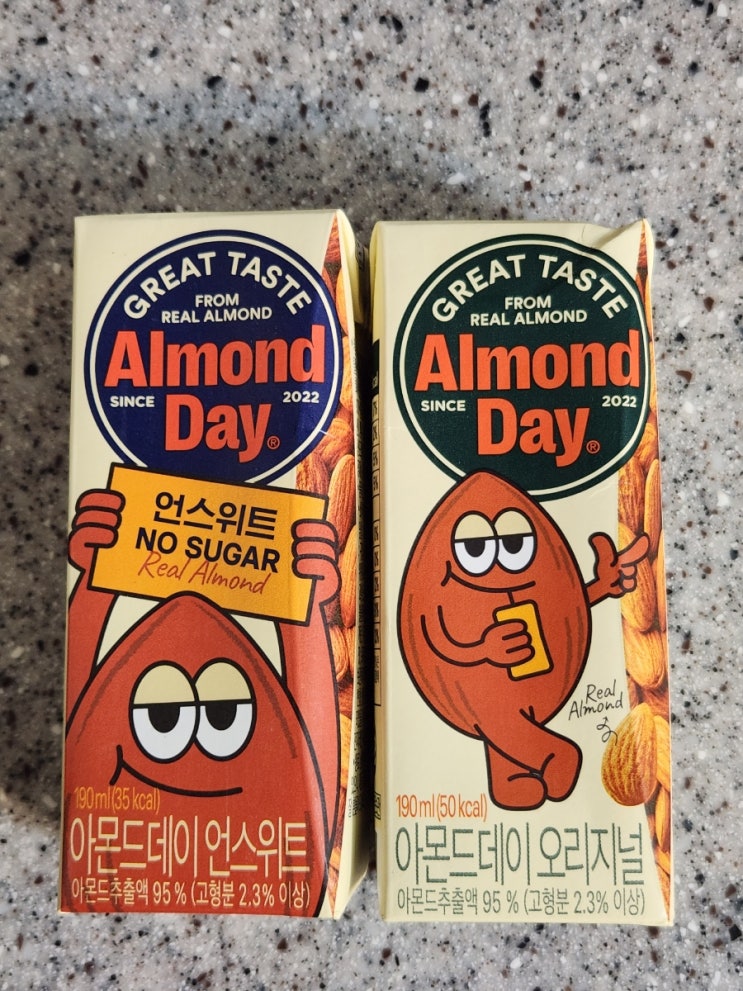 GREAT TASTE
FROM
REAL ALMOND
Almond
SINCE 2022
Day®
언스위트
NO SUGAR
Real Almond
190ml(35 kcal)
아몬드데이 언스위트
아몬드추출액 95 % (고형분 2.3% 이상)
GREAT TASTE
FROM
REAL ALMOND
Almond
SINCE 2022
Day®
Real
Almond
190ml(50kcal)
아몬드데이 오리지널
아몬드추출액 95 % (고형분 2.3% 이상)